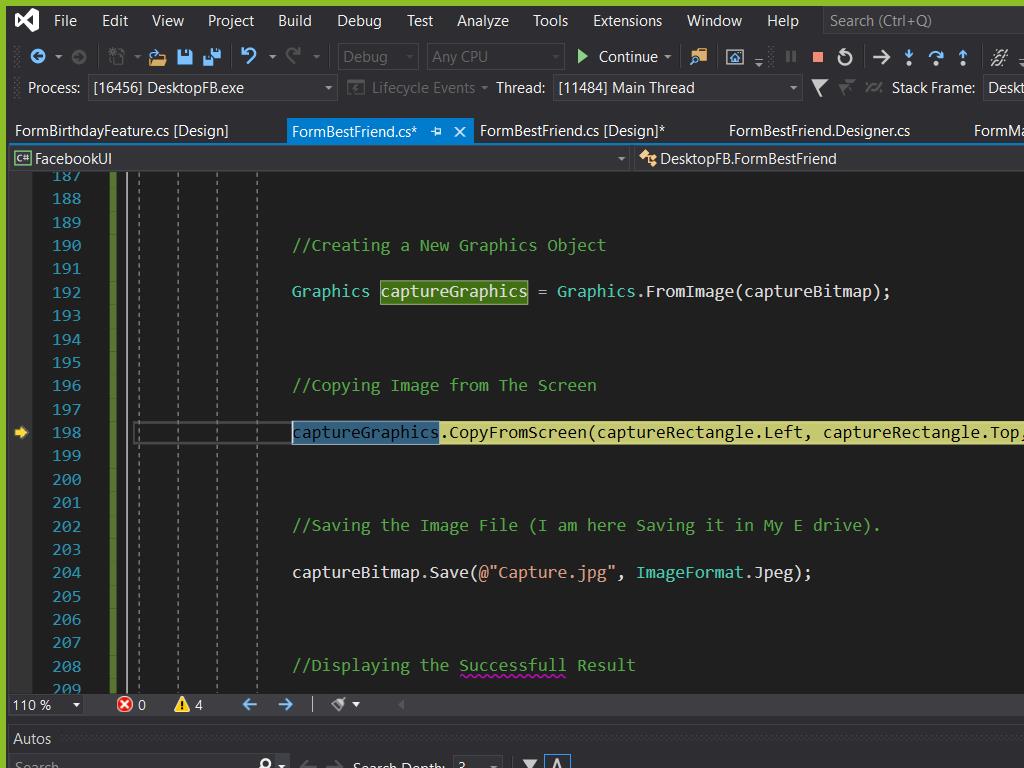 File Edit View Project Build Debug Test Analyze Tools Extensions Window Help Search (Ctrl+Q)
Debug Any CPU Continue
Process: [16456] DesktopFB.exe Lifecycle Events Thread: [11484] Main Thread Stack Frame: Deskt
FormBirthdayFeature.cs [Design] FormBestFriend.cs* FormBestFriend.cs [Design]* FormBestFriend.Designer.cs FormMa
C# FacebookUI DesktopFB.FormBestFriend
187
188
189
190 //Creating a New Graphics Object
191
192 Graphics captureGraphics = Graphics.FromImage(captureBitmap);
193
194
195
196 //Copying Image from The Screen
197
198 captureGraphics.CopyFromScreen(captureRectangle.Left, captureRectangle.Top,
199
200
201
202 //Saving the Image File (I am here Saving it in My E drive).
203
204 captureBitmap.Save(@"Capture.jpg", ImageFormat.Jpeg);
205
206
207
208 //Displaying the Successfull Result
209
110 % 0 4
Autos
Search Search Depth: 3 A